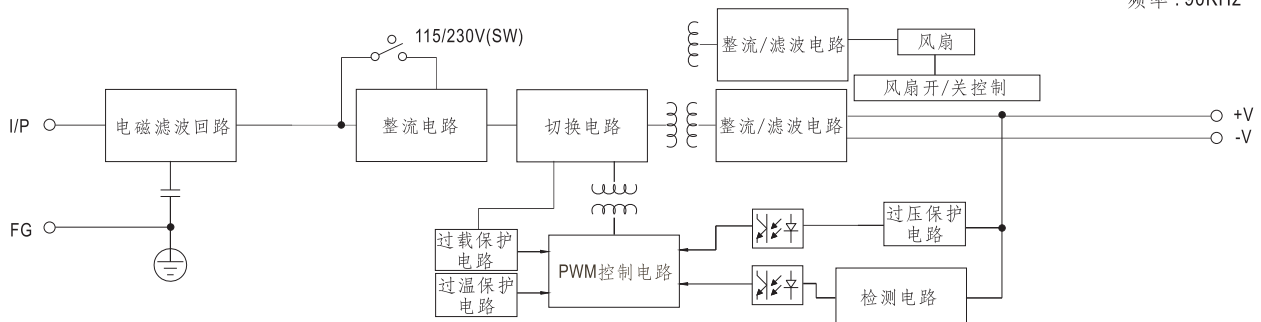 频率 : 90KHz
115/230V(SW)
整流/滤波电路
风扇
风扇开/关控制
I/P
电磁滤波回路
整流电路
切换电路
整流/滤波电路
+V
-V
FG
过载保护
电路
过温保护
电路
PWM控制电路
过压保护
电路
检测电路